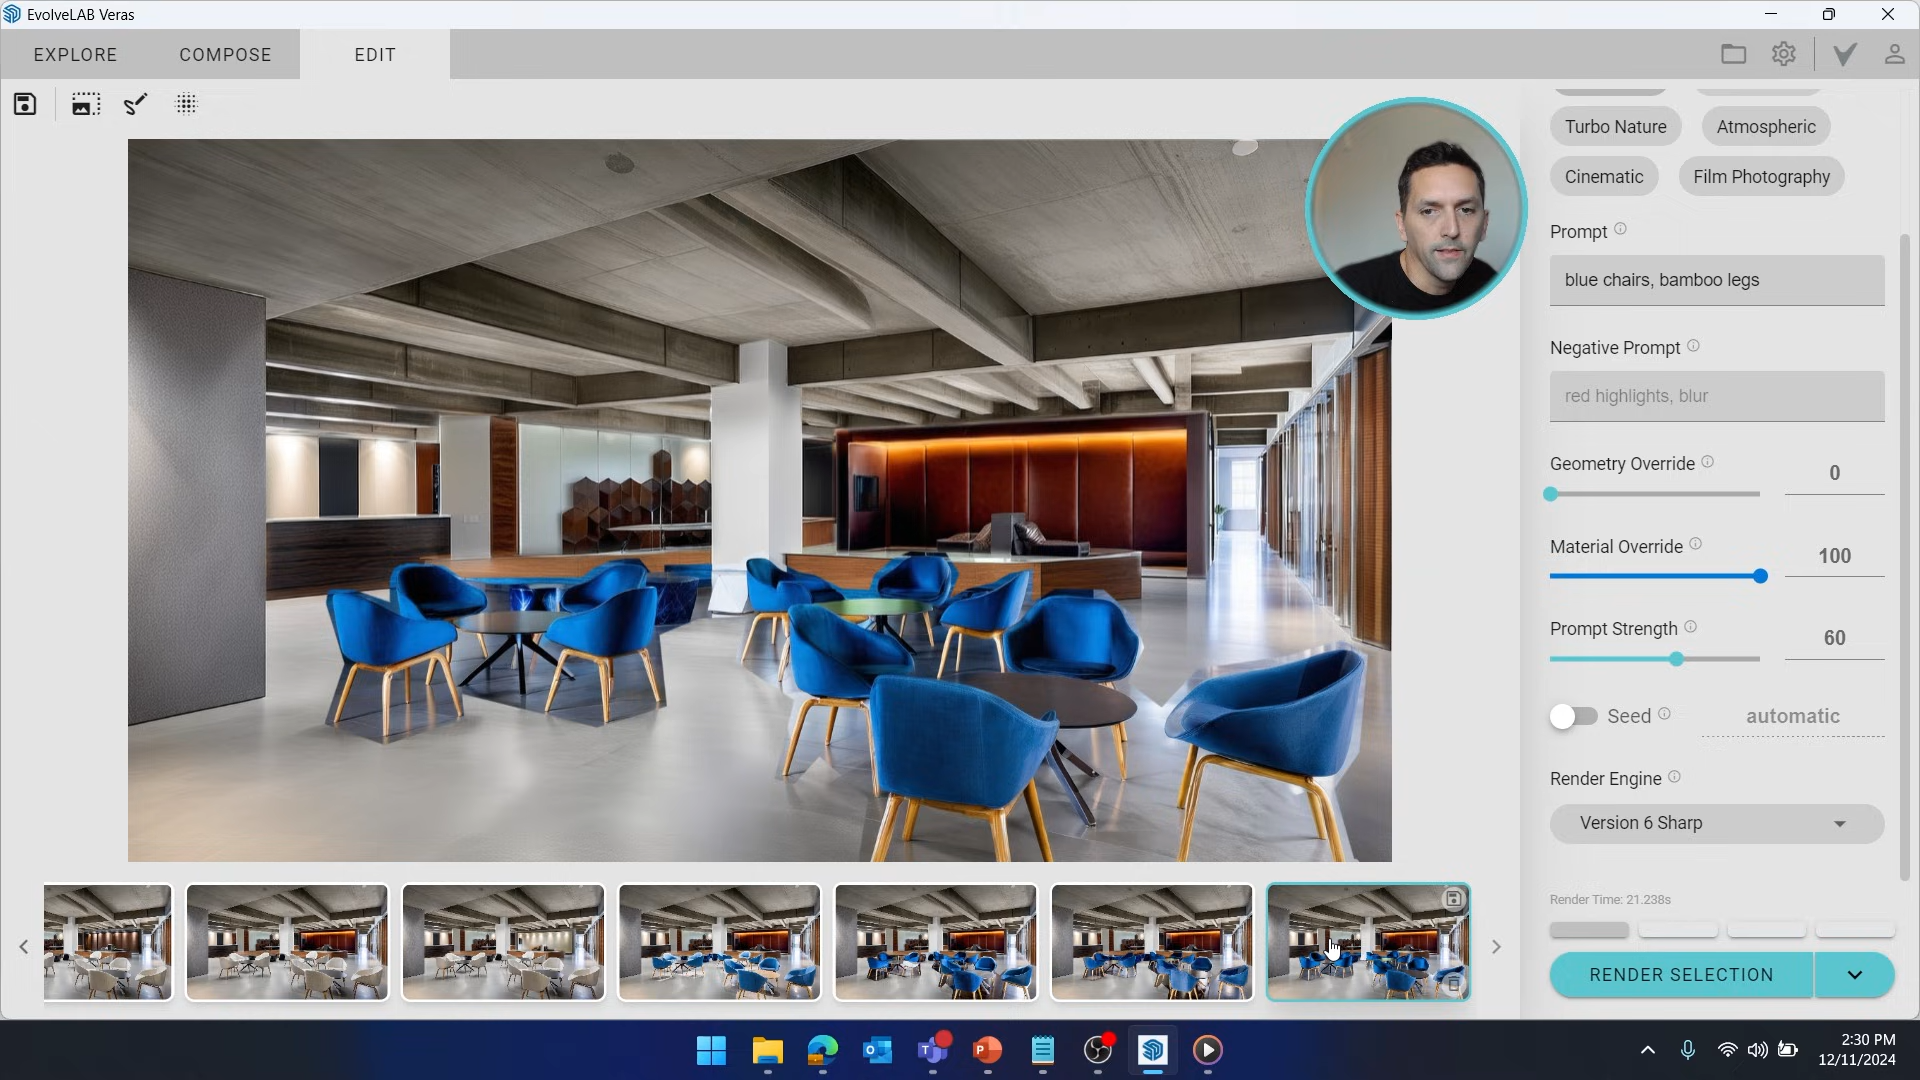 EvolveLAB Veras
EXPLORE
COMPOSE
EDIT
Turbo Nature
Atmospheric
Cinematic
Film Photography
Prompt
blue chairs, bamboo legs
Negative Prompt
red highlights, blur
Geometry Override
0
Material Override
100
Prompt Strength
60
Seed
automatic
Render Engine
Version 6 Sharp
Render Time: 21.238s
RENDER SELECTION
2:30 PM
12/11/2024